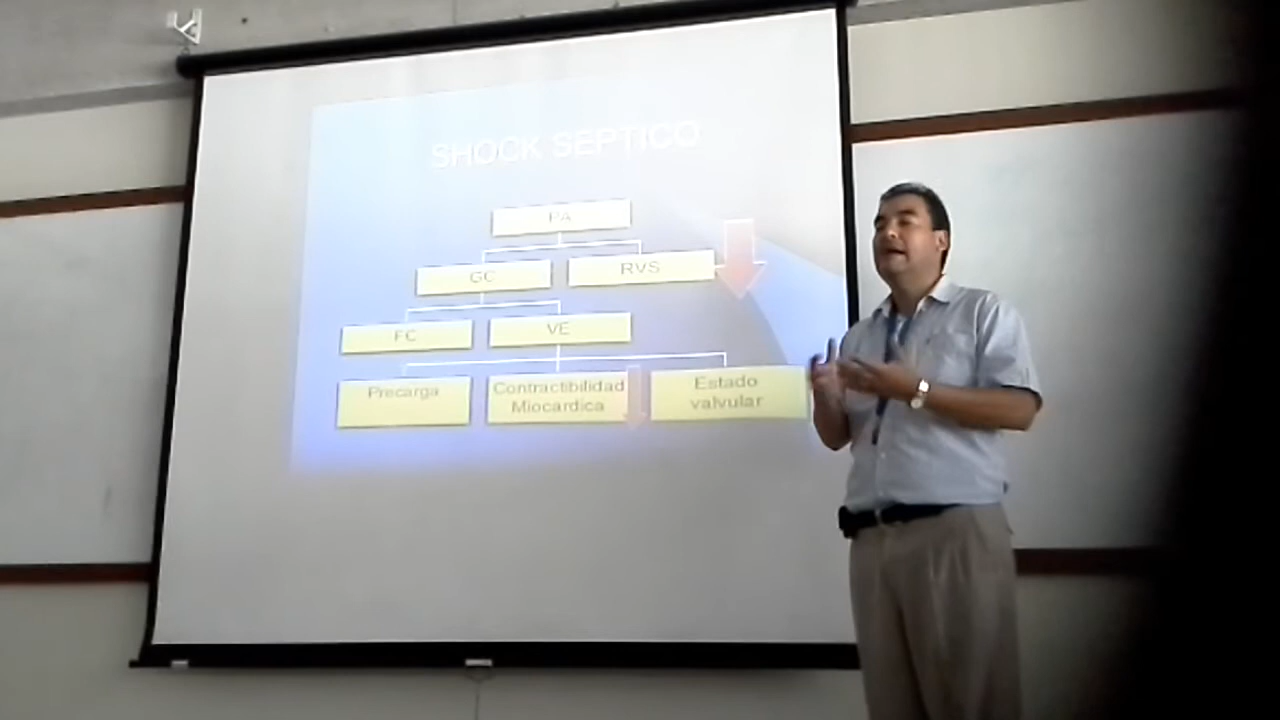 SHOCK SEPTICO
PA
GC
RVS
FC
VE
Precarga
Contractibilidad
Miocardica
Estado
valvular